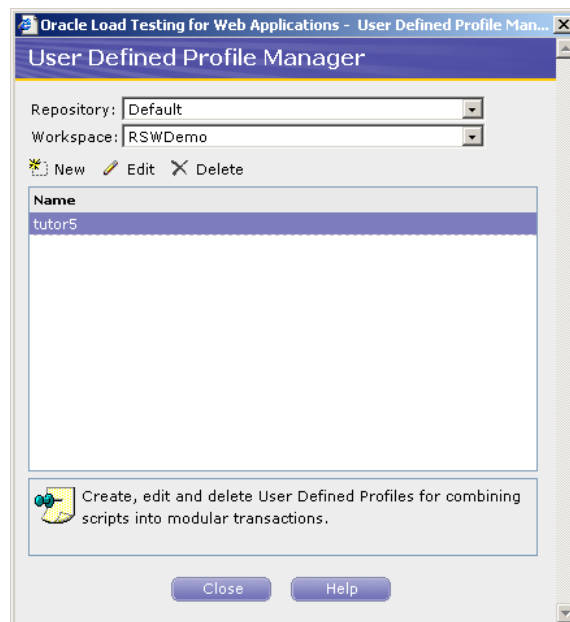 Oracle Load Testing for Web Applications - User Defined Profile Man...
User Defined Profile Manager
Repository: Default
Workspace: RSWDemo
New Edit Delete
Name
tutor5
Create, edit and delete User Defined Profiles for combining
scripts into modular transactions.
Close Help